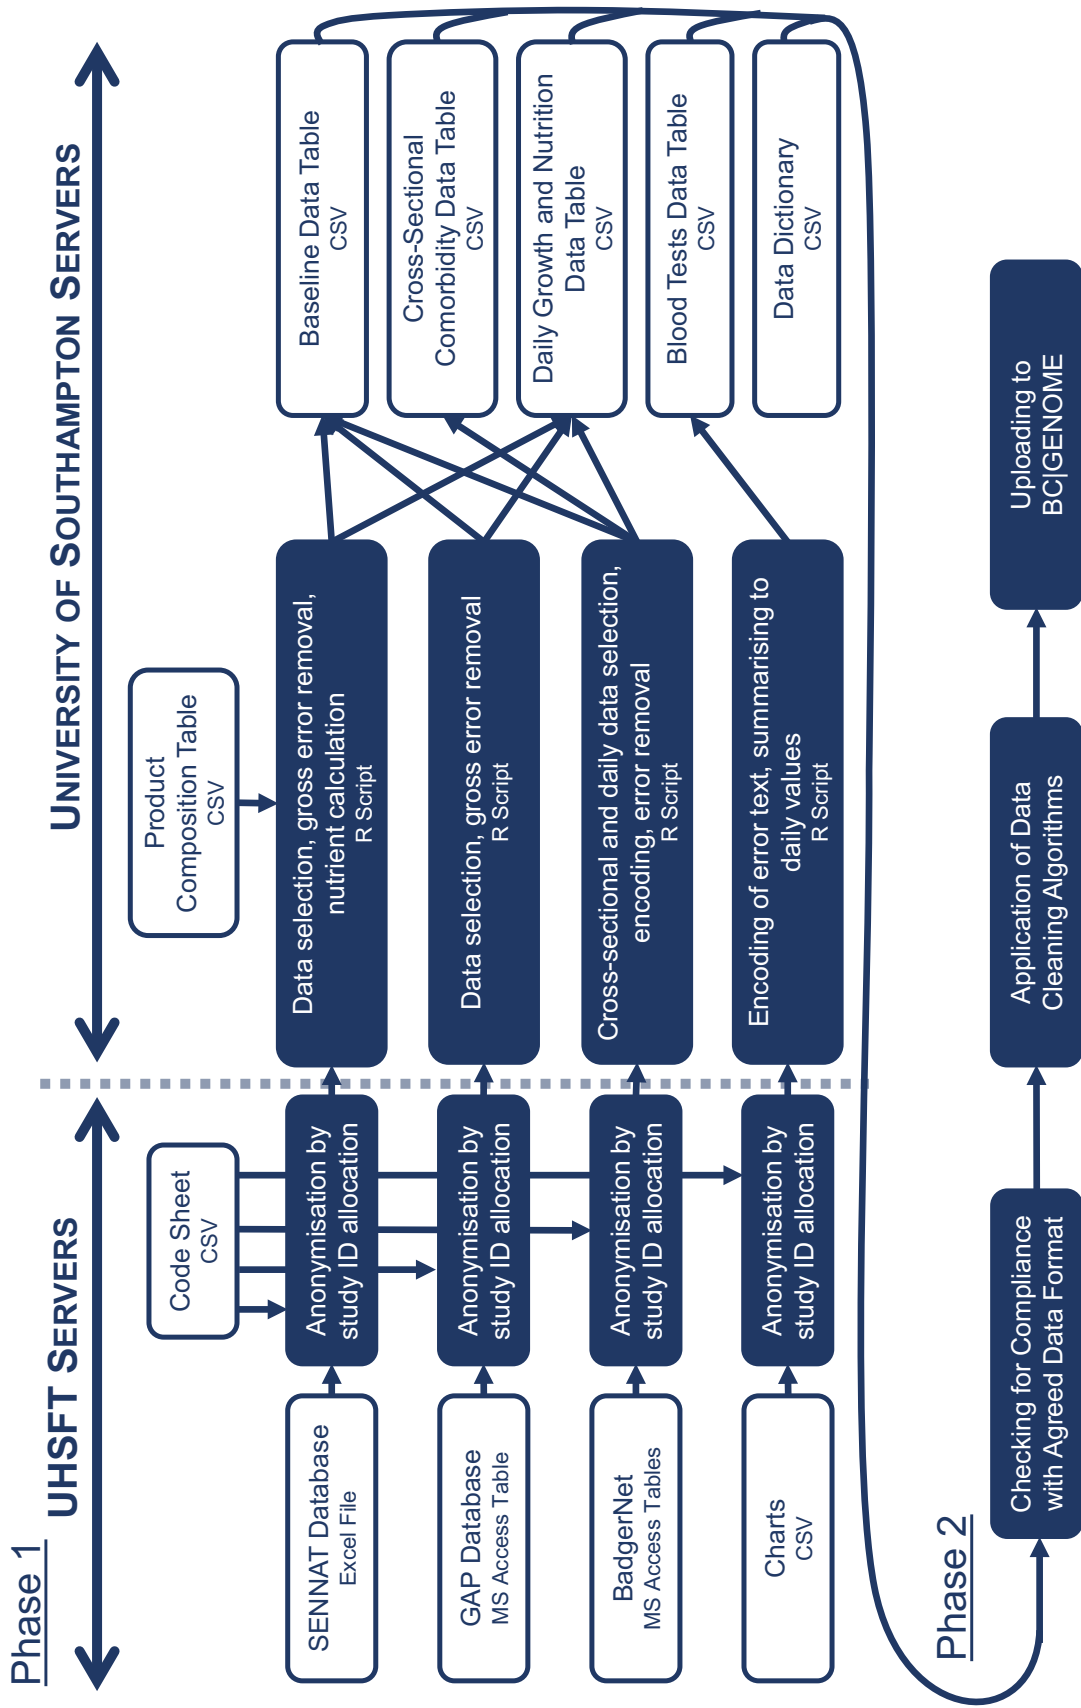 Phase 1
UHSFT SERVERS
UNIVERSITY OF SOUTHAMPTON SERVERS
Code Sheet
CSV
Product
Composition Table
CSV
SENNAT Database
Excel File
Anonymisation by
study ID allocation
Data selection, gross error removal,
nutrient calculation
R Script
Baseline Data Table
CSV
GAP Database
MS Access Table
Anonymisation by
study ID allocation
Data selection, gross error removal
R Script
Cross-Sectional
Comorbidity Data Table
CSV
BadgerNet
MS Access Tables
Anonymisation by
study ID allocation
Cross-sectional and daily data selection,
encoding, error removal
R Script
Daily Growth and Nutrition
Data Table
CSV
Charts
CSV
Anonymisation by
study ID allocation
Encoding of error text, summarising to
daily values
R Script
Blood Tests Data Table
CSV
Data Dictionary
CSV
Phase 2
Checking for Compliance
with Agreed Data Format
Application of Data
Cleaning Algorithms
Uploading to
BC|GENOME